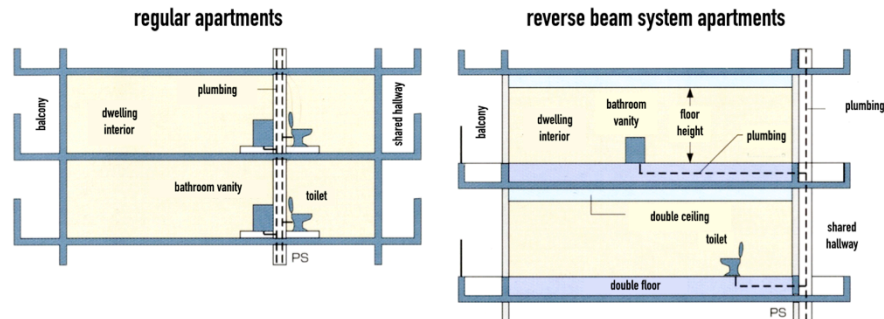 regular apartments
balcony
dwelling
interior
plumbing
bathroom vanity
toilet
shared hallway
PS
reverse beam system apartments
balcony
dwelling
interior
bathroom
vanity
floor
height
plumbing
plumbing
double ceiling
toilet
shared
hallway
double floor
PS